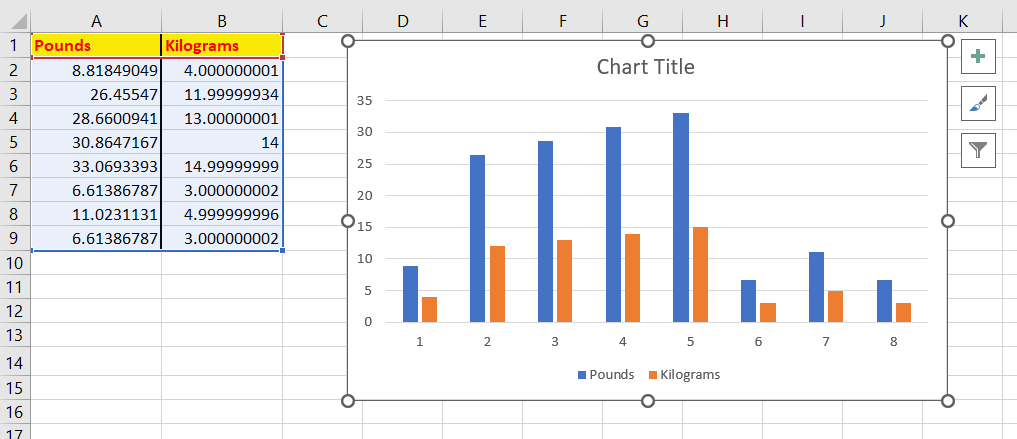 A B C D E F G H I J K
1 Pounds Kilograms
2 8.81849049 4.000000001
3 26.45547 11.99999934
4 28.6600941 13.00000001
5 30.8647167 14
6 33.0693393 14.99999999
7 6.61386787 3.000000002
8 11.0231131 4.999999996
9 6.61386787 3.000000002
10
11
12
13
14
15
16
17
Chart Title
35
30
25
20
15
10
5
0
1 2 3 4 5 6 7 8
Pounds Kilograms